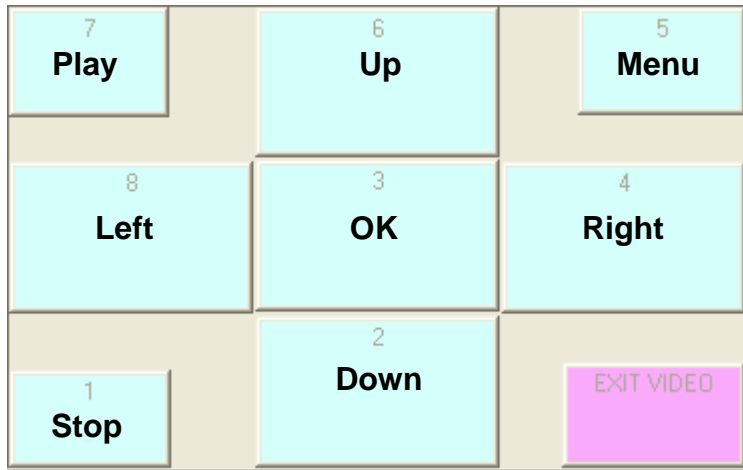 7
Play
6
Up
5
Menu
8
Left
3
OK
4
Right
2
Down
1
Stop
EXIT VIDEO